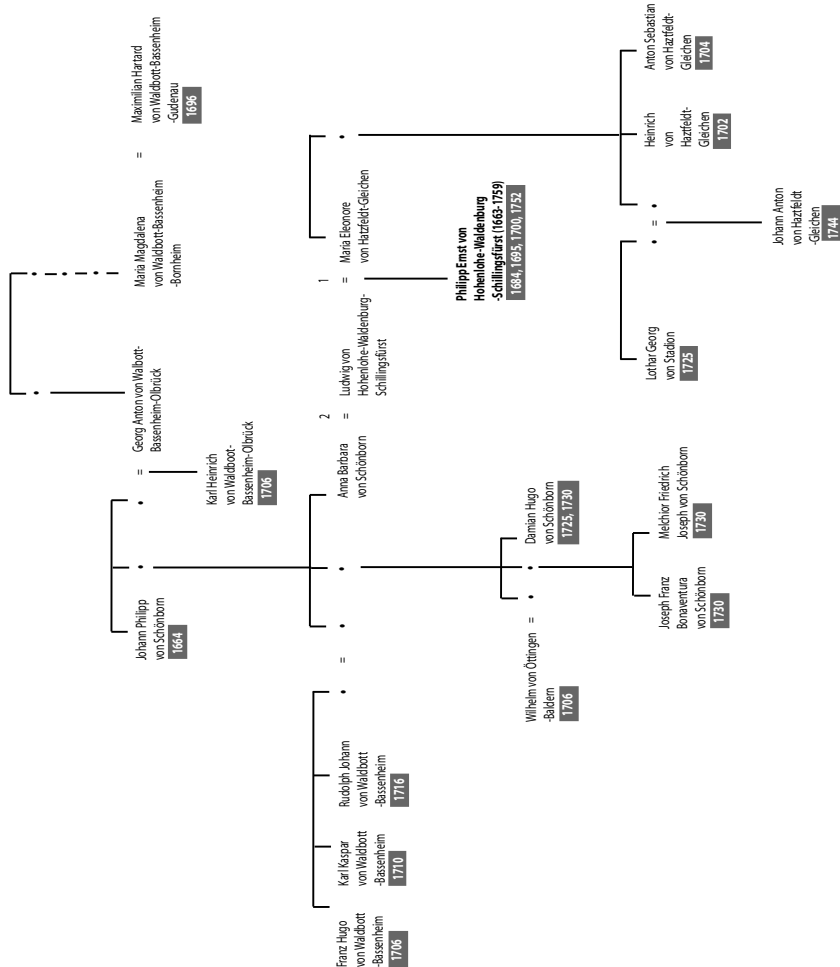 Maria Magdalena
von Waldbott-Bassenheim
-Bornheim
=
Maximilian Hartard
von Waldbott-Bassenheim
-Gudenau
1696
Johann Philipp
von Schönborn
1664
=
Georg Anton von Walbott-
Bassenheim-Olbrück
Karl Heinrich
von Waldboot-
Bassenheim-Olbrück
1706
Anna Barbara
von Schönborn
2
=
Ludwig von
Hohenlohe-Waldenburg-
Schillingsfürst
1
=
Maria Eleonore
von Hatzfeldt-Gleichen
Philipp Ernst von
Hohenlohe-Waldenburg
-Schillingsfürst (1663-1759)
1684, 1695, 1700, 1752
Franz Hugo
von Waldbott
-Bassenheim
1706
Karl Kaspar
von Waldbott
-Bassenheim
1710
Rudolph Johann
von Waldbott
-Bassenheim
1716
=
Wilhelm von Öttingen
-Baldern
1706
=
Damian Hugo
von Schönborn
1725, 1730
Joseph Franz
Bonaventura
von Schönborn
1730
Melchior Friedrich
Joseph von Schönborn
1730
Lothar Georg
von Stadion
1725
=
Heinrich
von
Haztfeldt-
Gleichen
1702
Anton Sebastian
von Haztfeldt-
Gleichen
1704
Johann Anton
von Haztfeldt
-Gleichen
1744